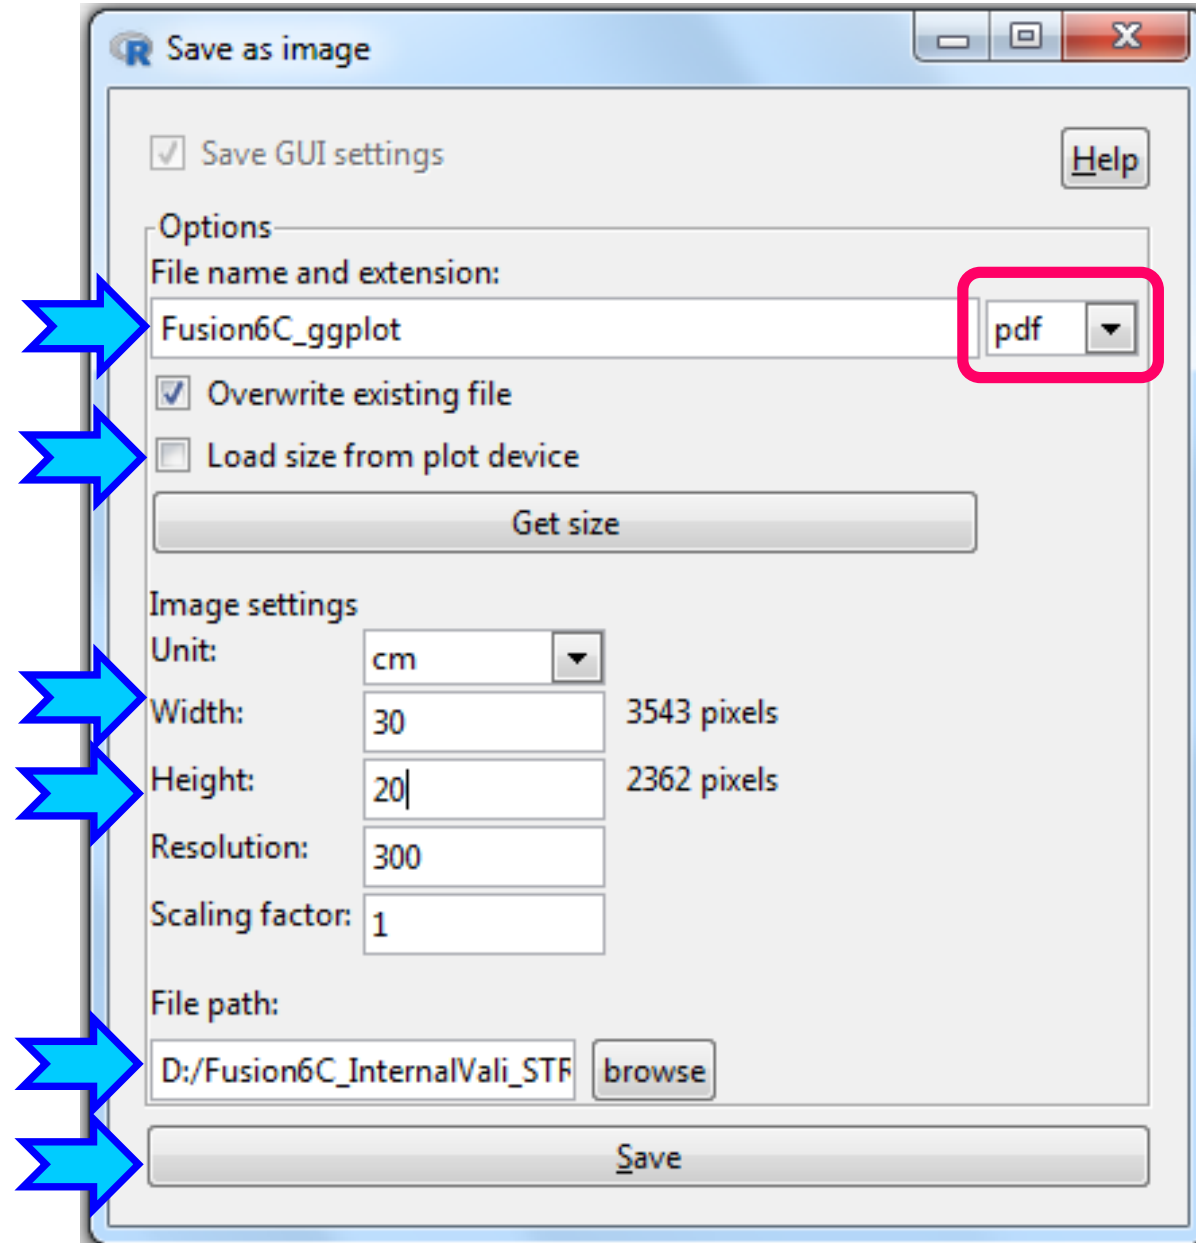 Save as image
Save GUI settings
Help
Options
File name and extension:
Fusion6C_ggplot
pdf
Overwrite existing file
Load size from plot device
Get size
Image settings
Unit: cm
Width: 30 3543 pixels
Height: 20 2362 pixels
Resolution: 300
Scaling factor: 1
File path:
D:/Fusion6C_InternalVali_STR browse
Save